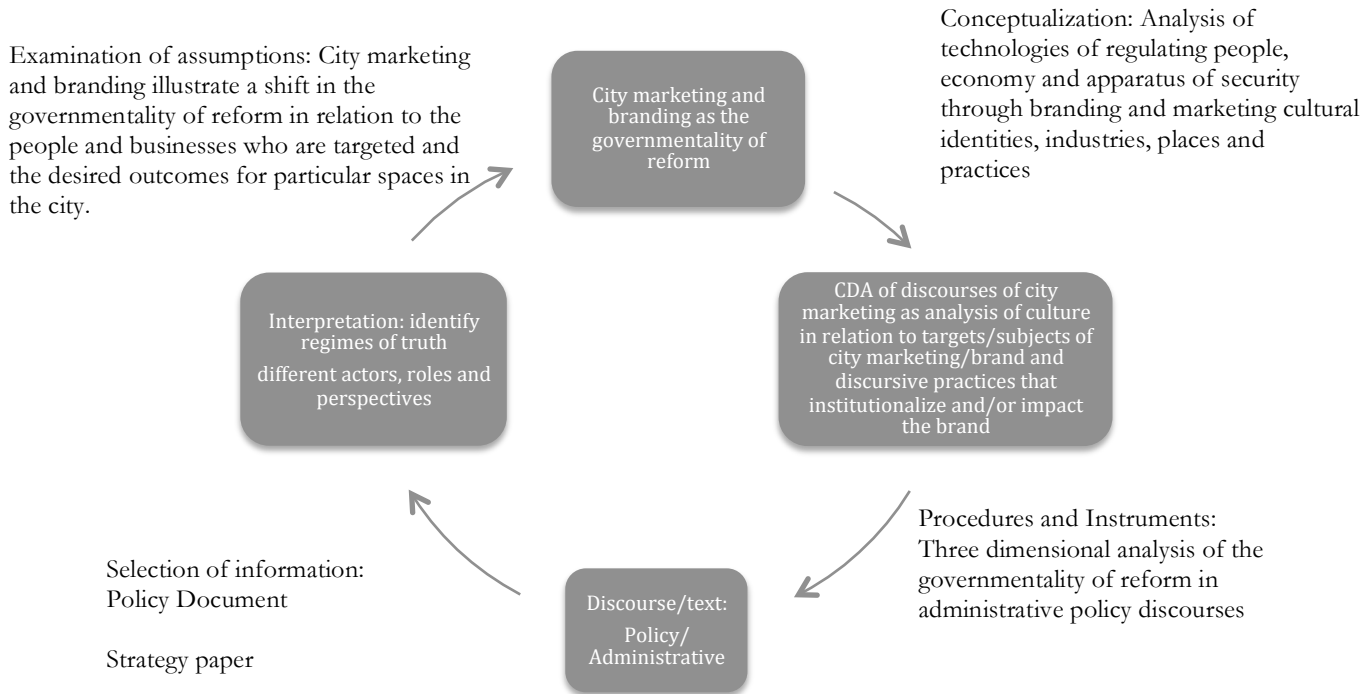 Examination of assumptions: City marketing
and branding illustrate a shift in the
governmentality of reform in relation to the
people and businesses who are targeted and
the desired outcomes for particular spaces in
the city.
City marketing and
branding as the
governmentality of
reform
Conceptualization: Analysis of
technologies of regulating people,
economy and apparatus of security
through branding and marketing cultural
identities, industries, places and
practices
CDA of discourses of city
marketing as analysis of culture
in relation to targets/subjects of
city marketing/brand and
discursive practices that
institutionalize and/or impact
the brand
Procedures and Instruments:
Three dimensional analysis of the
governmentality of reform in
administrative policy discourses
Discourse/text:
Policy/
Administrative
Selection of information:
Policy Document
Strategy paper
Interpretation: identify
regimes of truth
different actors, roles and
perspectives